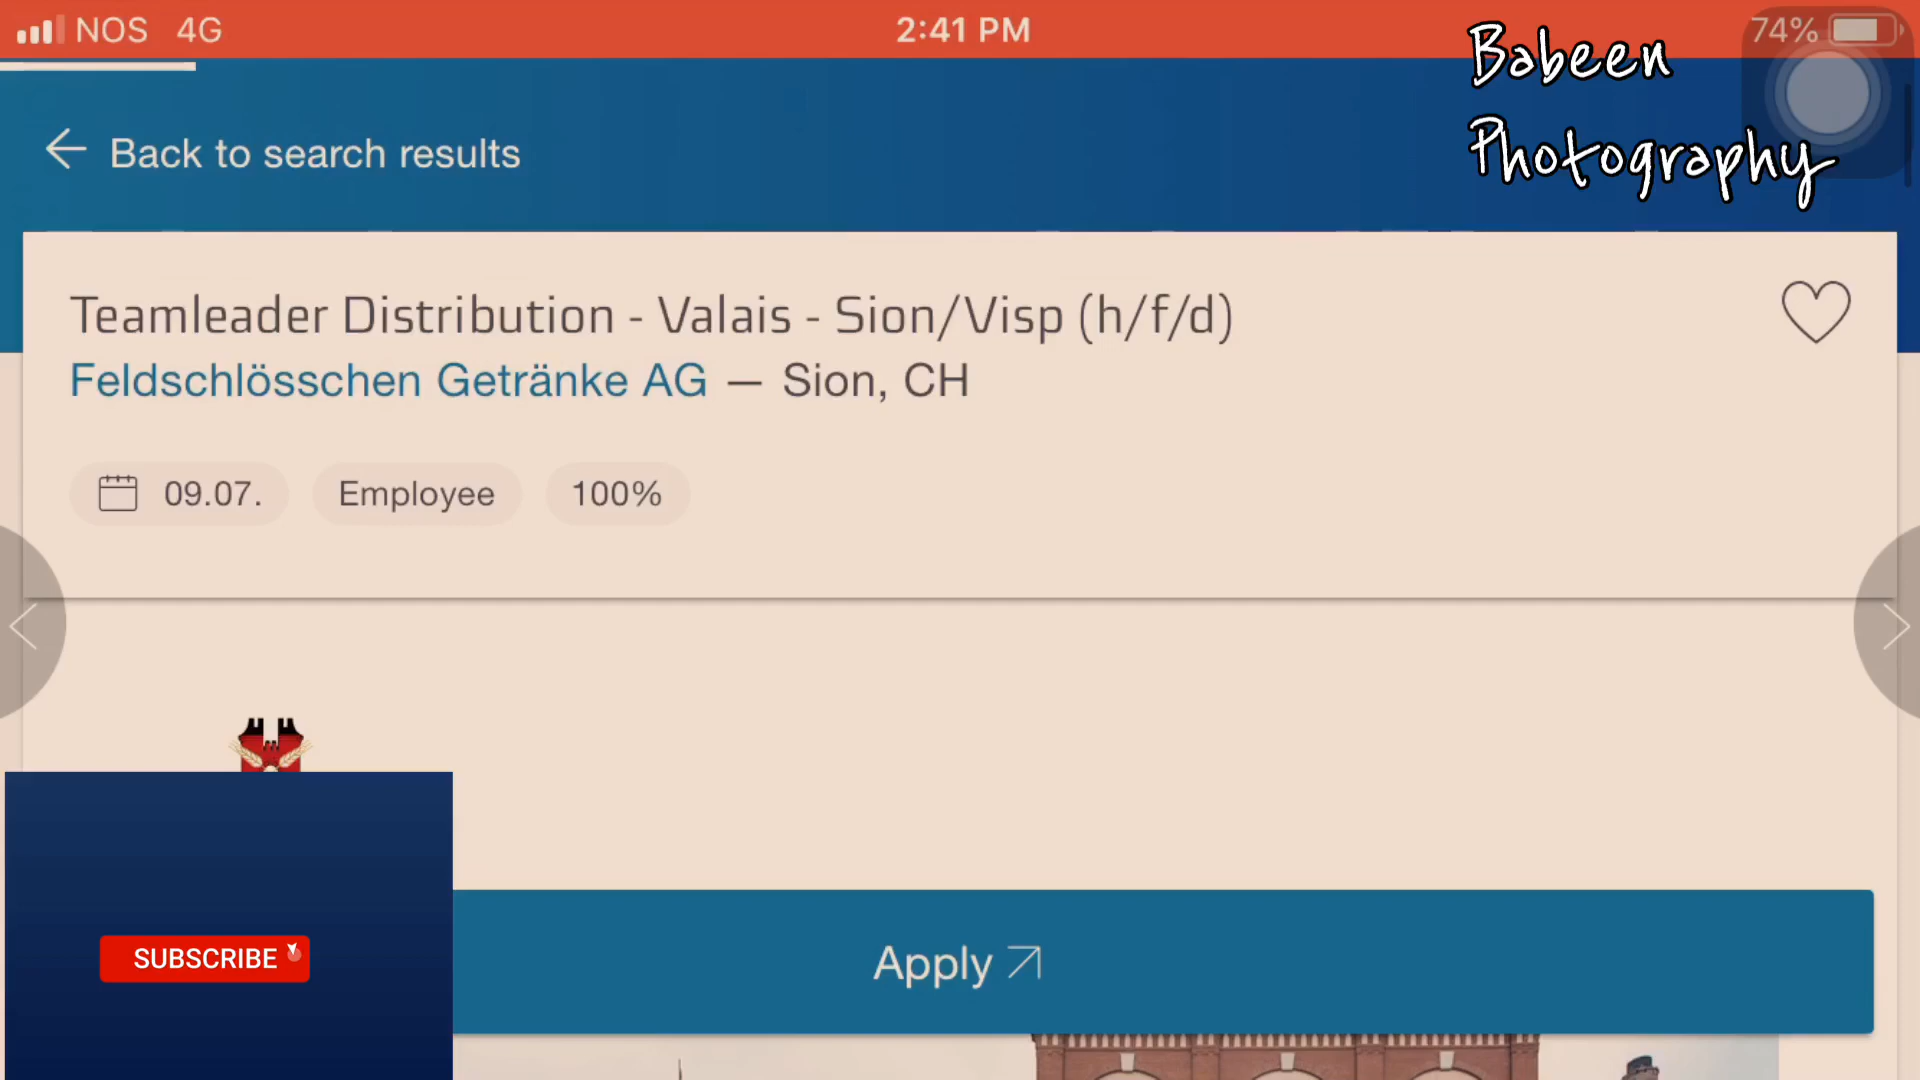 NOS 4G 2:41 PM 74%
Babeen
Photography
Back to search results
Teamleader Distribution - Valais - Sion/Visp (h/f/d)
Feldschlösschen Getränke AG — Sion, CH
09.07. Employee 100%
SUBSCRIBE
Apply